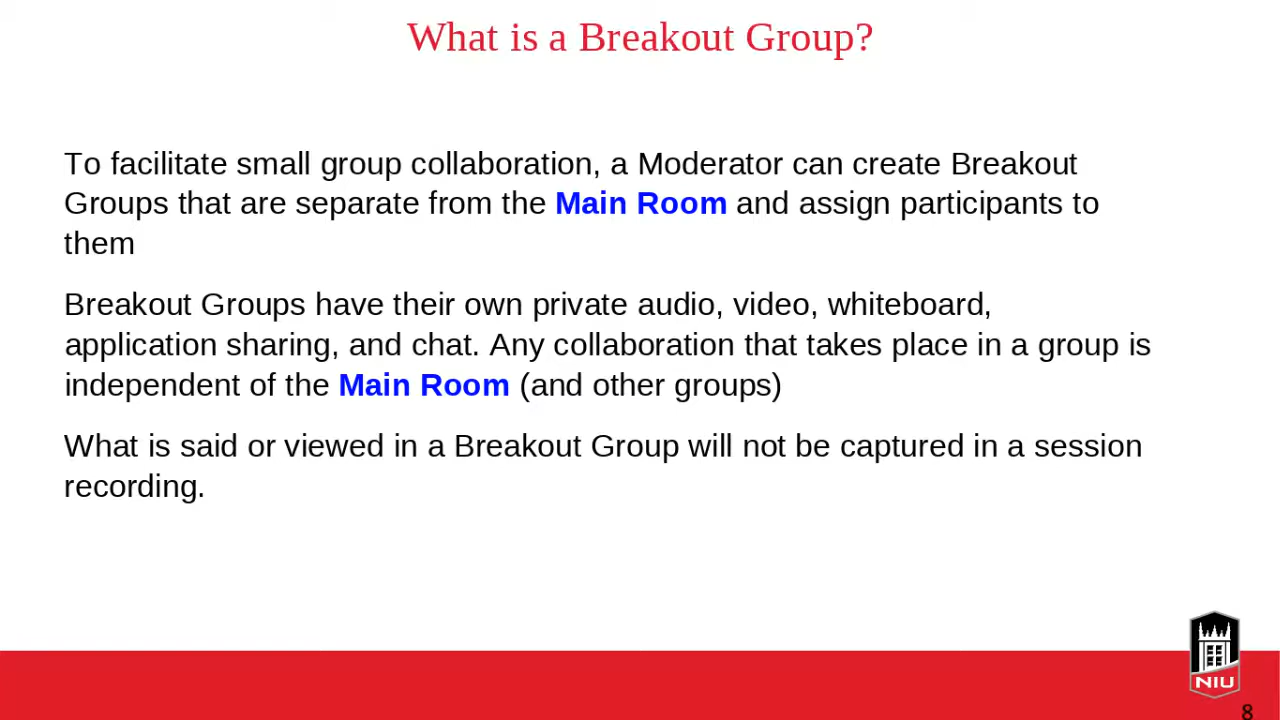 What is a Breakout Group?
To facilitate small group collaboration, a Moderator can create Breakout
Groups that are separate from the Main Room and assign participants to
them
Breakout Groups have their own private audio, video, whiteboard,
application sharing, and chat. Any collaboration that takes place in a group is
independent of the Main Room (and other groups)
What is said or viewed in a Breakout Group will not be captured in a session
recording.
NIU
8